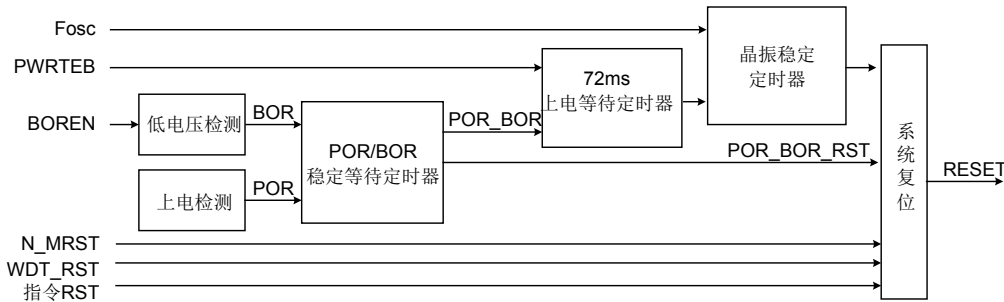 Fosc
PWRTEB
BOREN
低电压检测
BOR
上电检测
POR
POR/BOR
稳定等待定时器
POR_BOR
72ms
上电等待定时器
晶振稳定
定时器
POR_BOR_RST
系
统
复
位
RESET
N_MRST
WDT_RST
指令RST